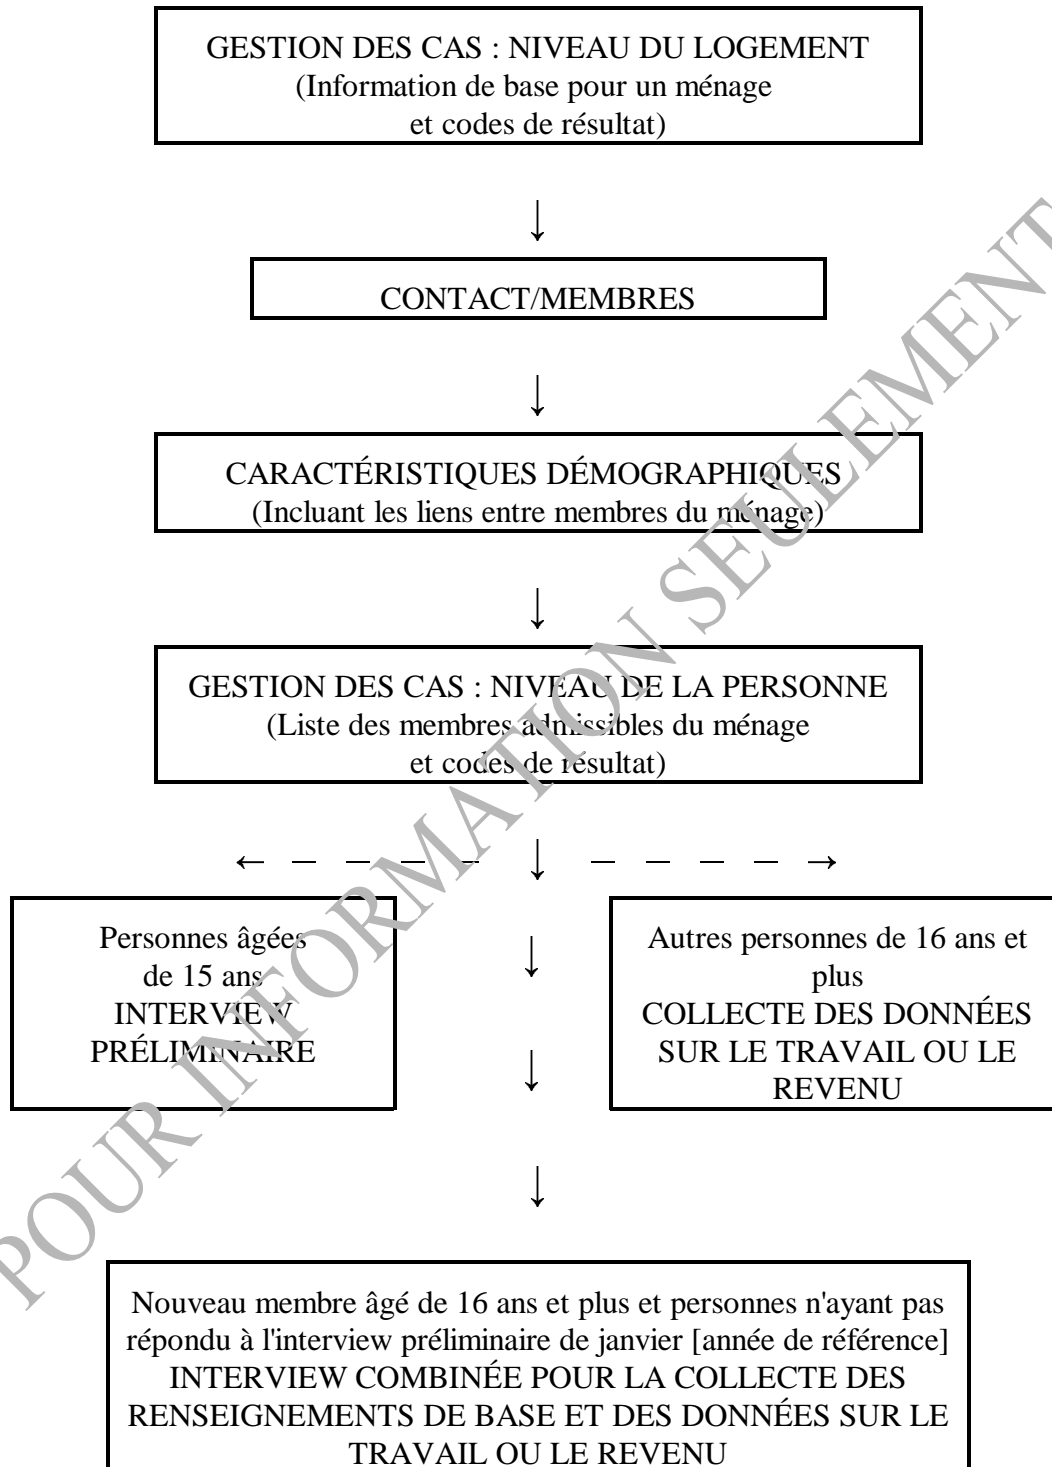 GESTION DES CAS : NIVEAU DU LOGEMENT
(Information de base pour un ménage
et codes de résultat)
↓
CONTACT/MEMBRES
↓
CARACTÉRISTIQUES DÉMOGRAPHIQUES
(Incluant les liens entre membres du ménage)
↓
GESTION DES CAS : NIVEAU DE LA PERSONNE
(Liste des membres admissibles du ménage
et codes de résultat)
← — — — — ↓ — — — — →
Personnes âgées
de 15 ans
INTERVIEW
PRÉLIMINAIRE
↓
↓
↓
Autres personnes de 16 ans et
plus
COLLECTE DES DONNÉES
SUR LE TRAVAIL OU LE
REVENU
Nouveau membre âgé de 16 ans et plus et personnes n'ayant pas
répondu à l'interview préliminaire de janvier [année de référence]
INTERVIEW COMBINÉE POUR LA COLLECTE DES
RENSEIGNEMENTS DE BASE ET DES DONNÉES SUR LE
TRAVAIL OU LE REVENU
POUR INFORMATION SEULEMENT